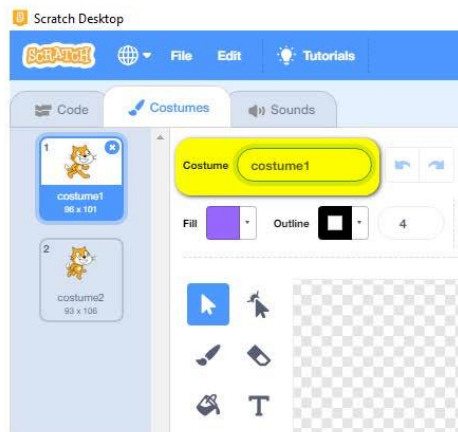 Scratch Desktop
SCRATCH File Edit Tutorials
Code Costumes Sounds
1
costume1
96 x 101
2
costume2
93 x 106
Costume costume1
Fill Outline 4
T